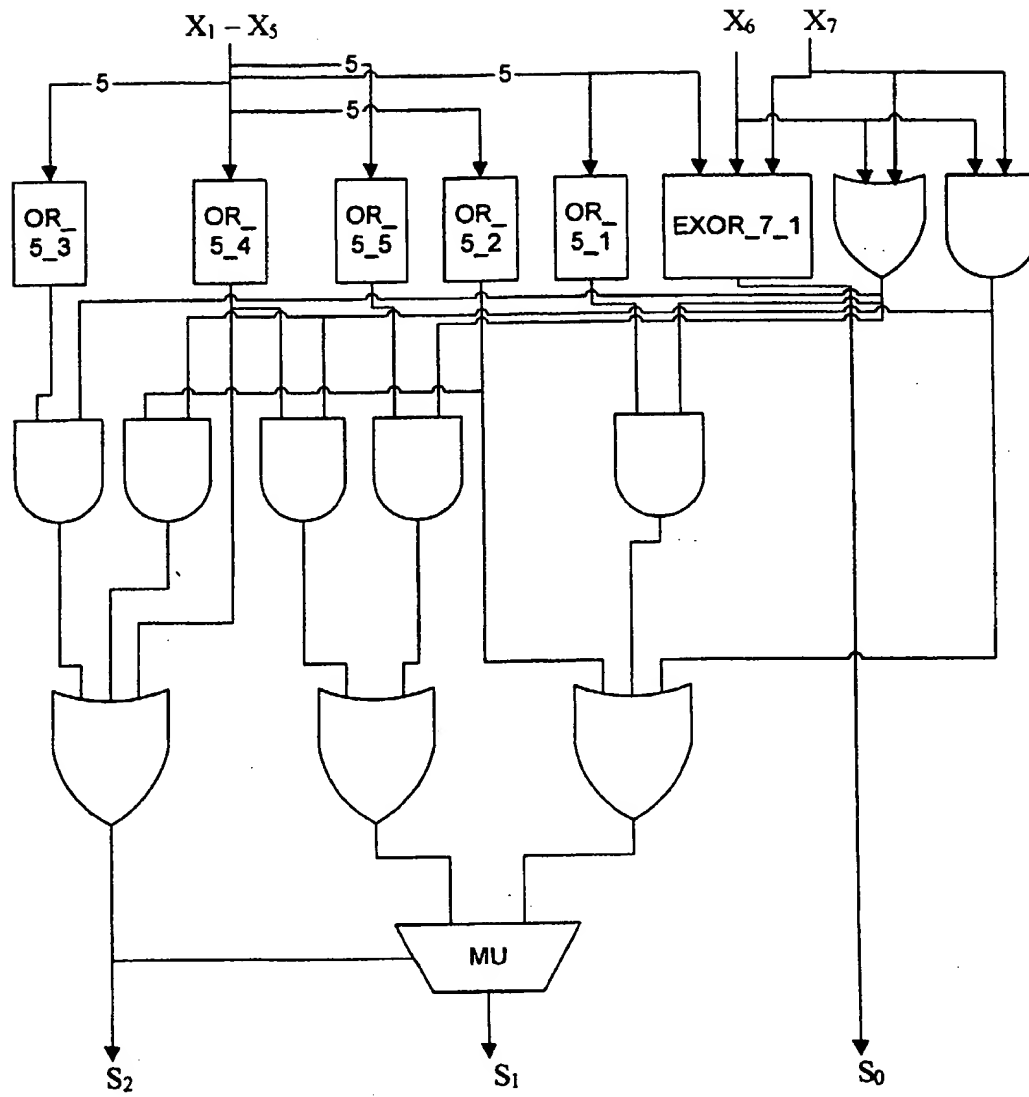 X₁ – X₅
X₆
X₇
5
5
5
5
OR_
5_3
OR_
5_4
OR_
5_5
OR_
5_2
OR_
5_1
EXOR_7_1
MU
S₂
S₁
S₀